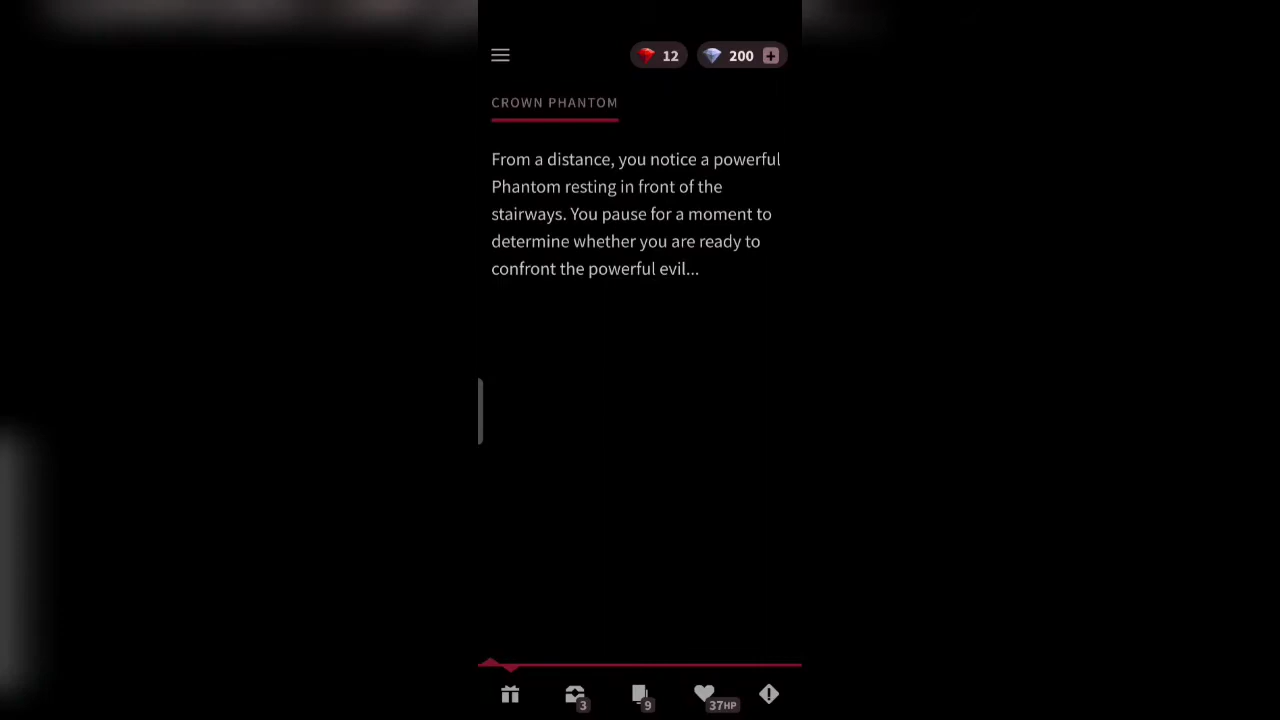 12
200
CROWN PHANTOM
From a distance, you notice a powerful
Phantom resting in front of the
stairways. You pause for a moment to
determine whether you are ready to
confront the powerful evil...
3
9
37HP